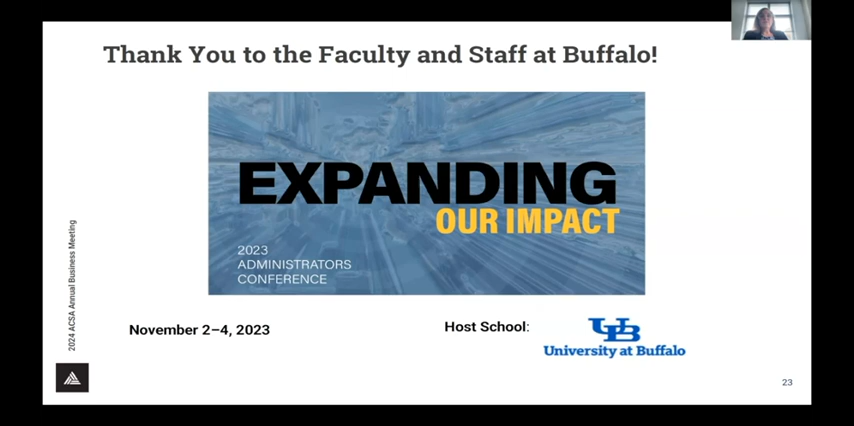 Thank You to the Faculty and Staff at Buffalo!
EXPANDING
OUR IMPACT
2023
ADMINISTRATORS
CONFERENCE
2024 ACSA Annual Business Meeting
November 2–4, 2023
Host School:
UB
University at Buffalo
23